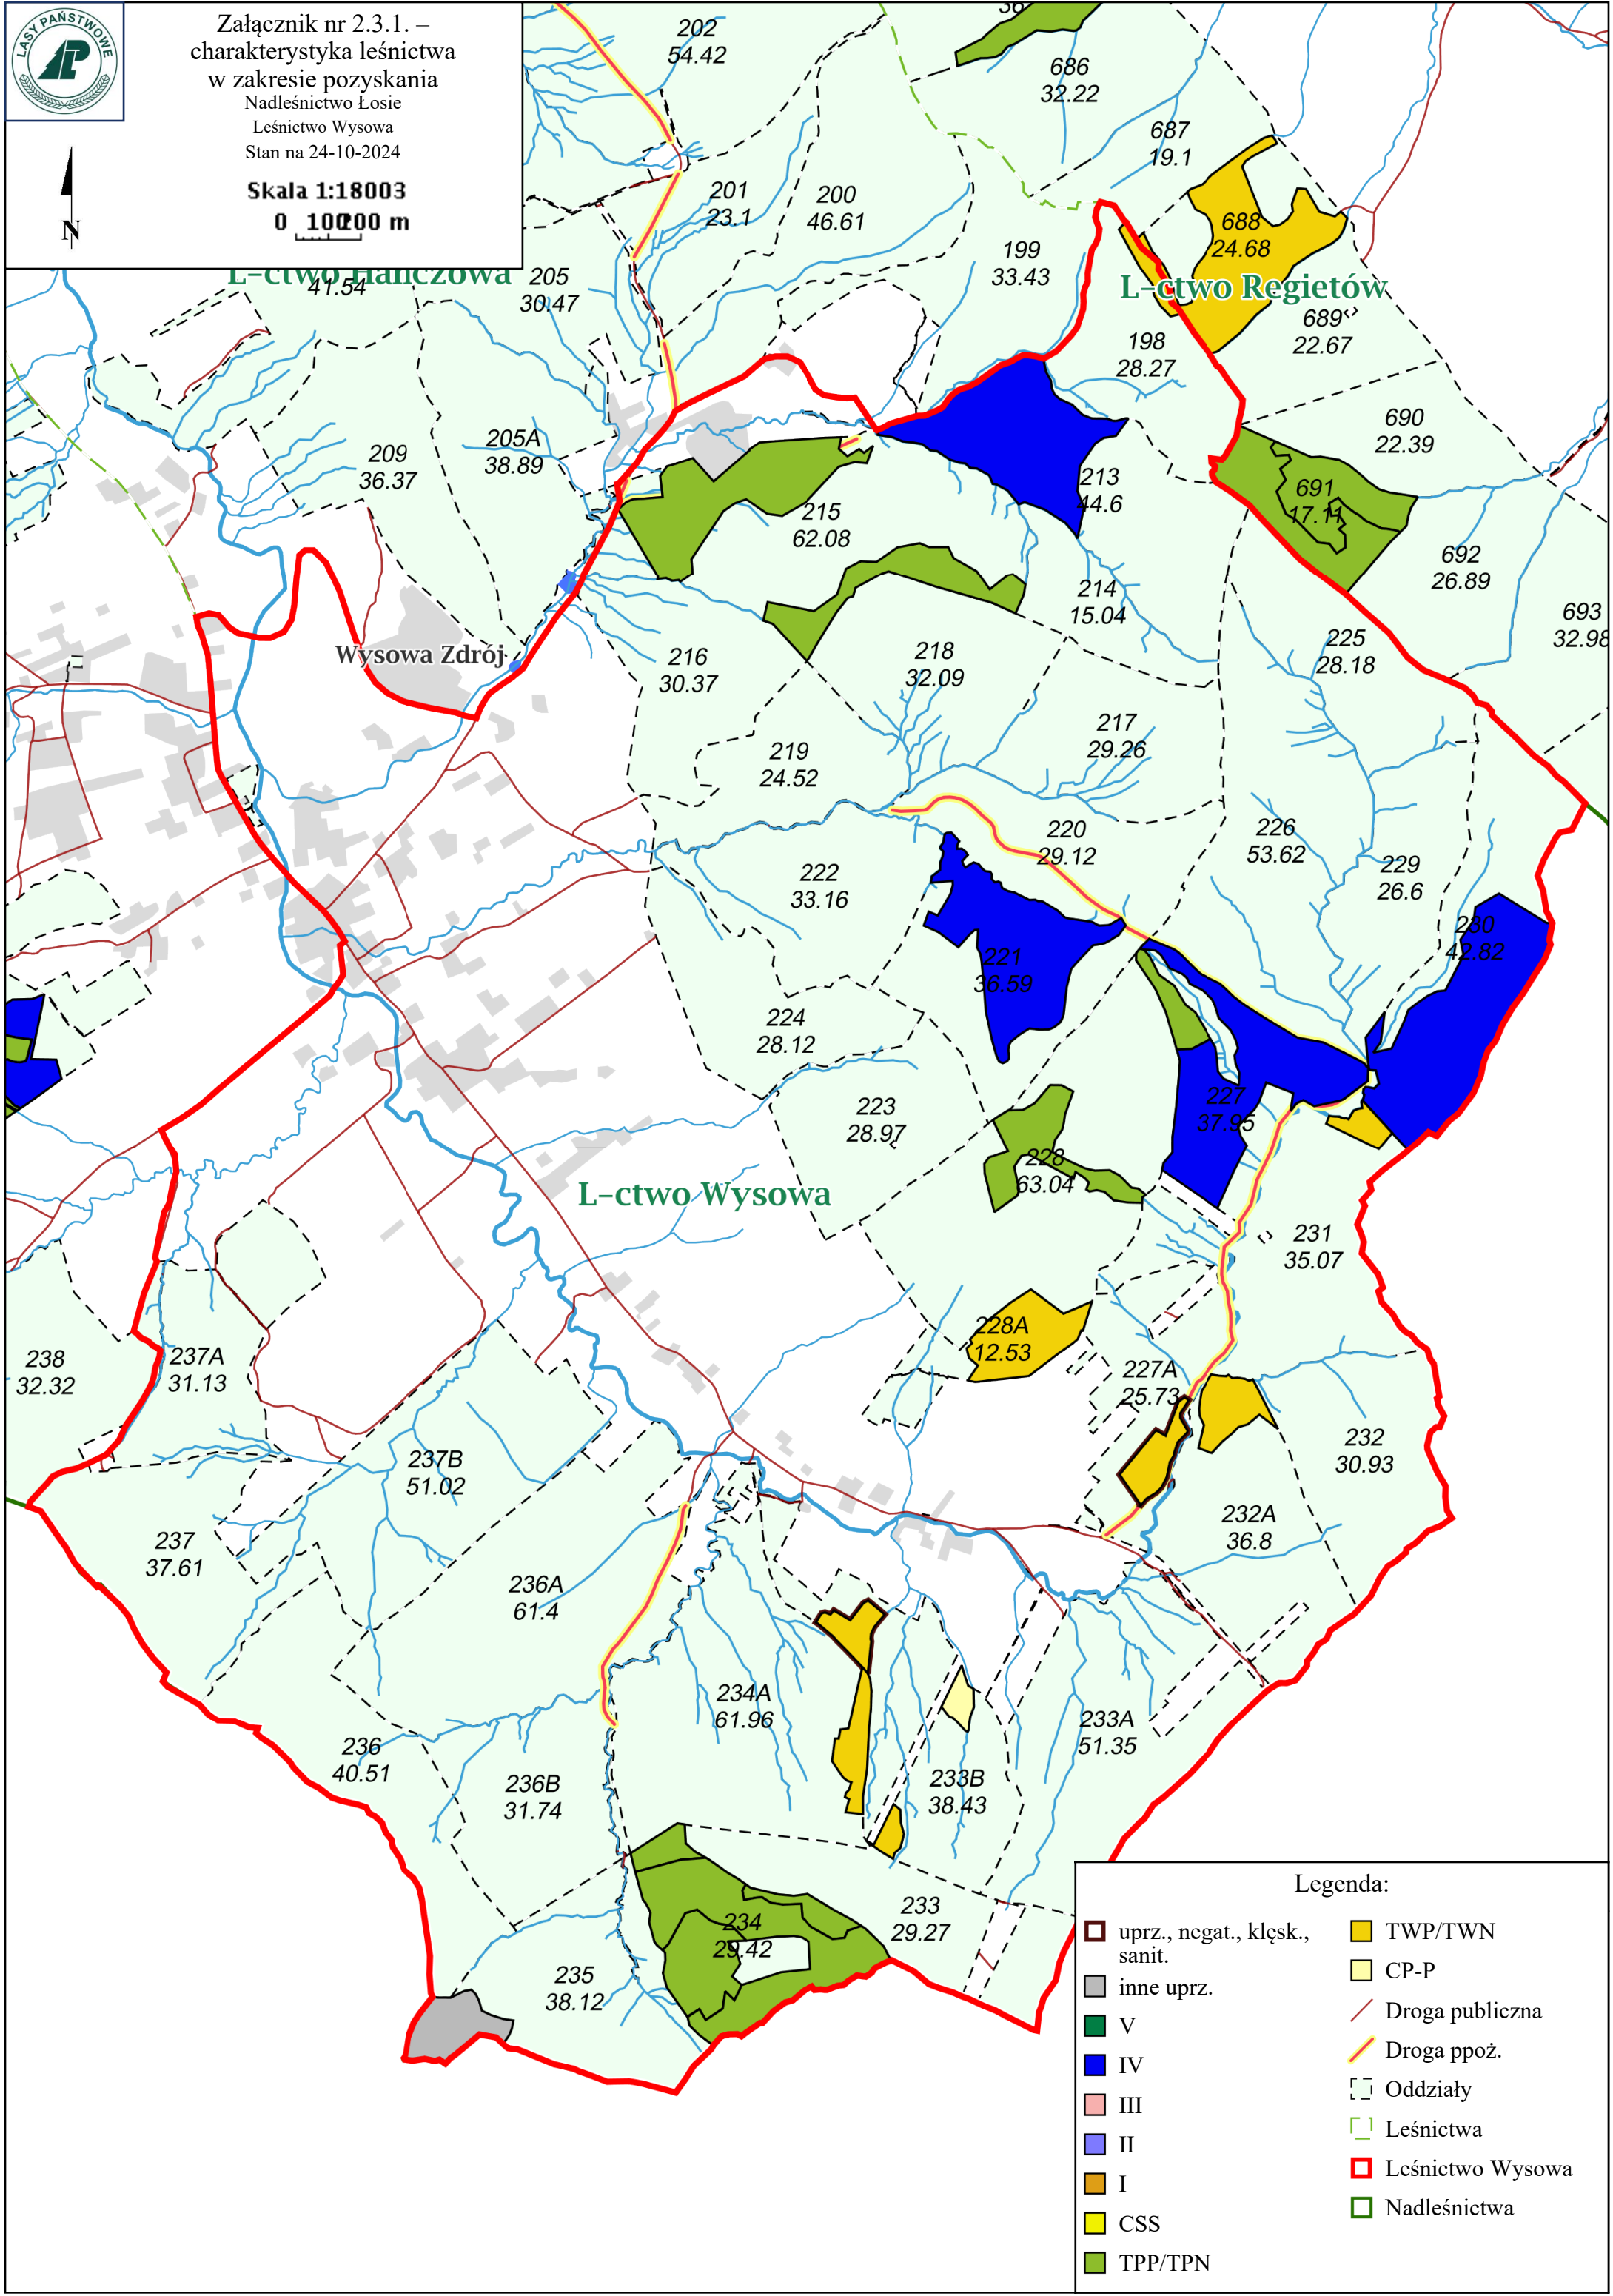 LASY PAŃSTWOWE
Załącznik nr 2.3.1. –
charakterystyka leśnictwa
w zakresie pozyskania
Nadleśnictwo Łosie
Leśnictwo Wysowa
Stan na 24-10-2024
Skala 1:18003
0 100 200 m
N
202
54.42
36
686
32.22
687
19.1
201
23.1
200
46.61
688
24.68
199
33.43
L-ctwo Hańczowa
41.54
205
30.47
L-ctwo Regietów
689
22.67
198
28.27
690
22.39
209
36.37
205A
38.89
213
44.6
691
17.11
215
62.08
692
26.89
214
15.04
693
32.98
225
28.18
Wysowa Zdrój
216
30.37
218
32.09
217
29.26
219
24.52
220
29.12
226
53.62
222
33.16
229
26.6
230
42.82
221
36.59
224
28.12
223
28.97
227
37.95
228
63.04
L-ctwo Wysowa
231
35.07
228A
12.53
238
32.32
237A
31.13
227A
25.73
232
30.93
237B
51.02
232A
36.8
237
37.61
236A
61.4
234A
61.96
233A
51.35
236
40.51
236B
31.74
233B
38.43
234
29.42
233
29.27
235
38.12
Legenda:
uprz., negat., klęsk.,
sanit.
inne uprz.
V
IV
III
II
I
CSS
TPP/TPN
TWP/TWN
CP-P
Droga publiczna
Droga ppoż.
Oddziały
Leśnictwa
Leśnictwo Wysowa
Nadleśnictwa